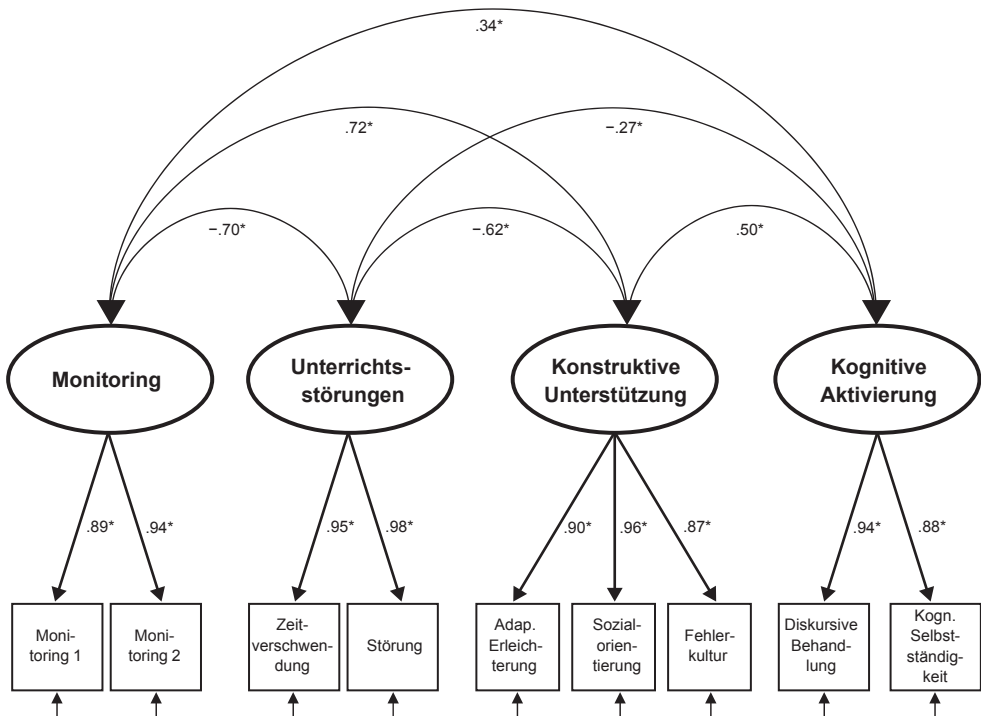 .34*
.72*
−.27*
−.70*
−.62*
.50*
Monitoring
Unterrichts-
störungen
Konstruktive
Unterstützung
Kognitive
Aktivierung
.89*
.94*
.95*
.98*
.90*
.96*
.87*
.94*
.88*
Moni-
toring 1
Moni-
toring 2
Zeit-
verschwen-
dung
Störung
Adap.
Erleich-
terung
Sozial-
orien-
tierung
Fehler-
kultur
Diskursive
Behand-
lung
Kogn.
Selbst-
ständig-
keit